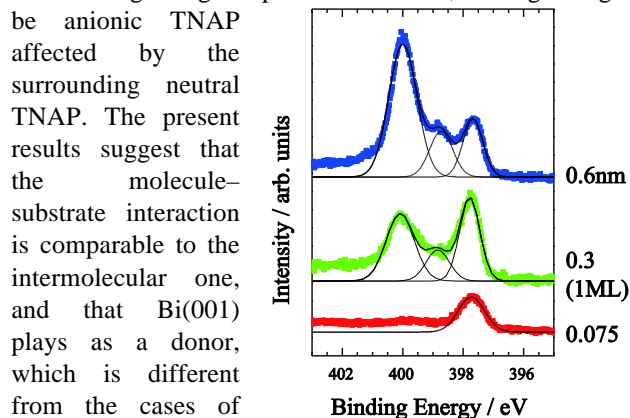 be anionic TNAP
affected by the
surrounding neutral
TNAP. The present
results suggest that
the molecule–
substrate interaction
is comparable to the
intermolecular one,
and that Bi(001)
plays as a donor,
which is different
from the cases of
Intensity / arb. units
0.6nm
0.3
(1ML)
0.075
402 400 398 396
Binding Energy / eV